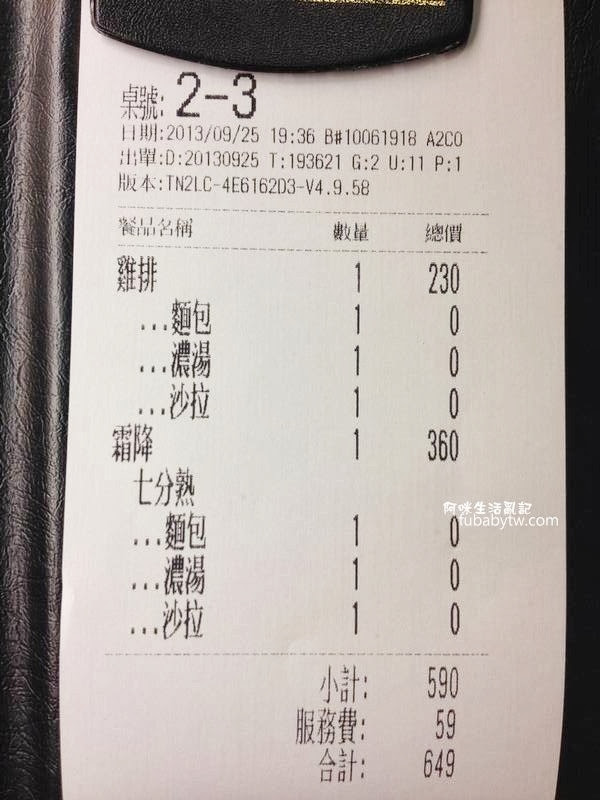 桌號: 2-3
日期:2013/09/25 19:36 B#10061918 A2C0
出單:D:20130925 T:193621 G:2 U:11 P:1
版本:TN2LC-4E6162D3-V4.9.58
餐品名稱 數量 總價
雞排 1 230
...麵包 1 0
...濃湯 1 0
...沙拉 1 0
霜降 1 360
七分熟
...麵包 1 0
...濃湯 1 0
...沙拉 1 0
小計: 590
服務費: 59
合計: 649
阿咪生活亂記
fubabytw.com